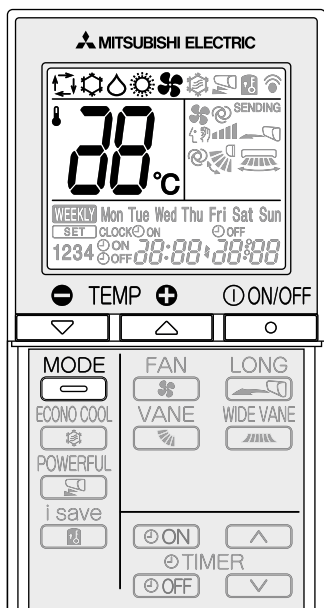 MITSUBISHI ELECTRIC
SENDING
88°C
WEEKLY Mon Tue Wed Thu Fri Sat Sun
SET CLOCK ON OFF
1234 ON OFF 88:88 88:88
TEMP ON/OFF
MODE FAN LONG
ECONO COOL VANE WIDE VANE
POWERFUL
i save
ON
TIMER
OFF